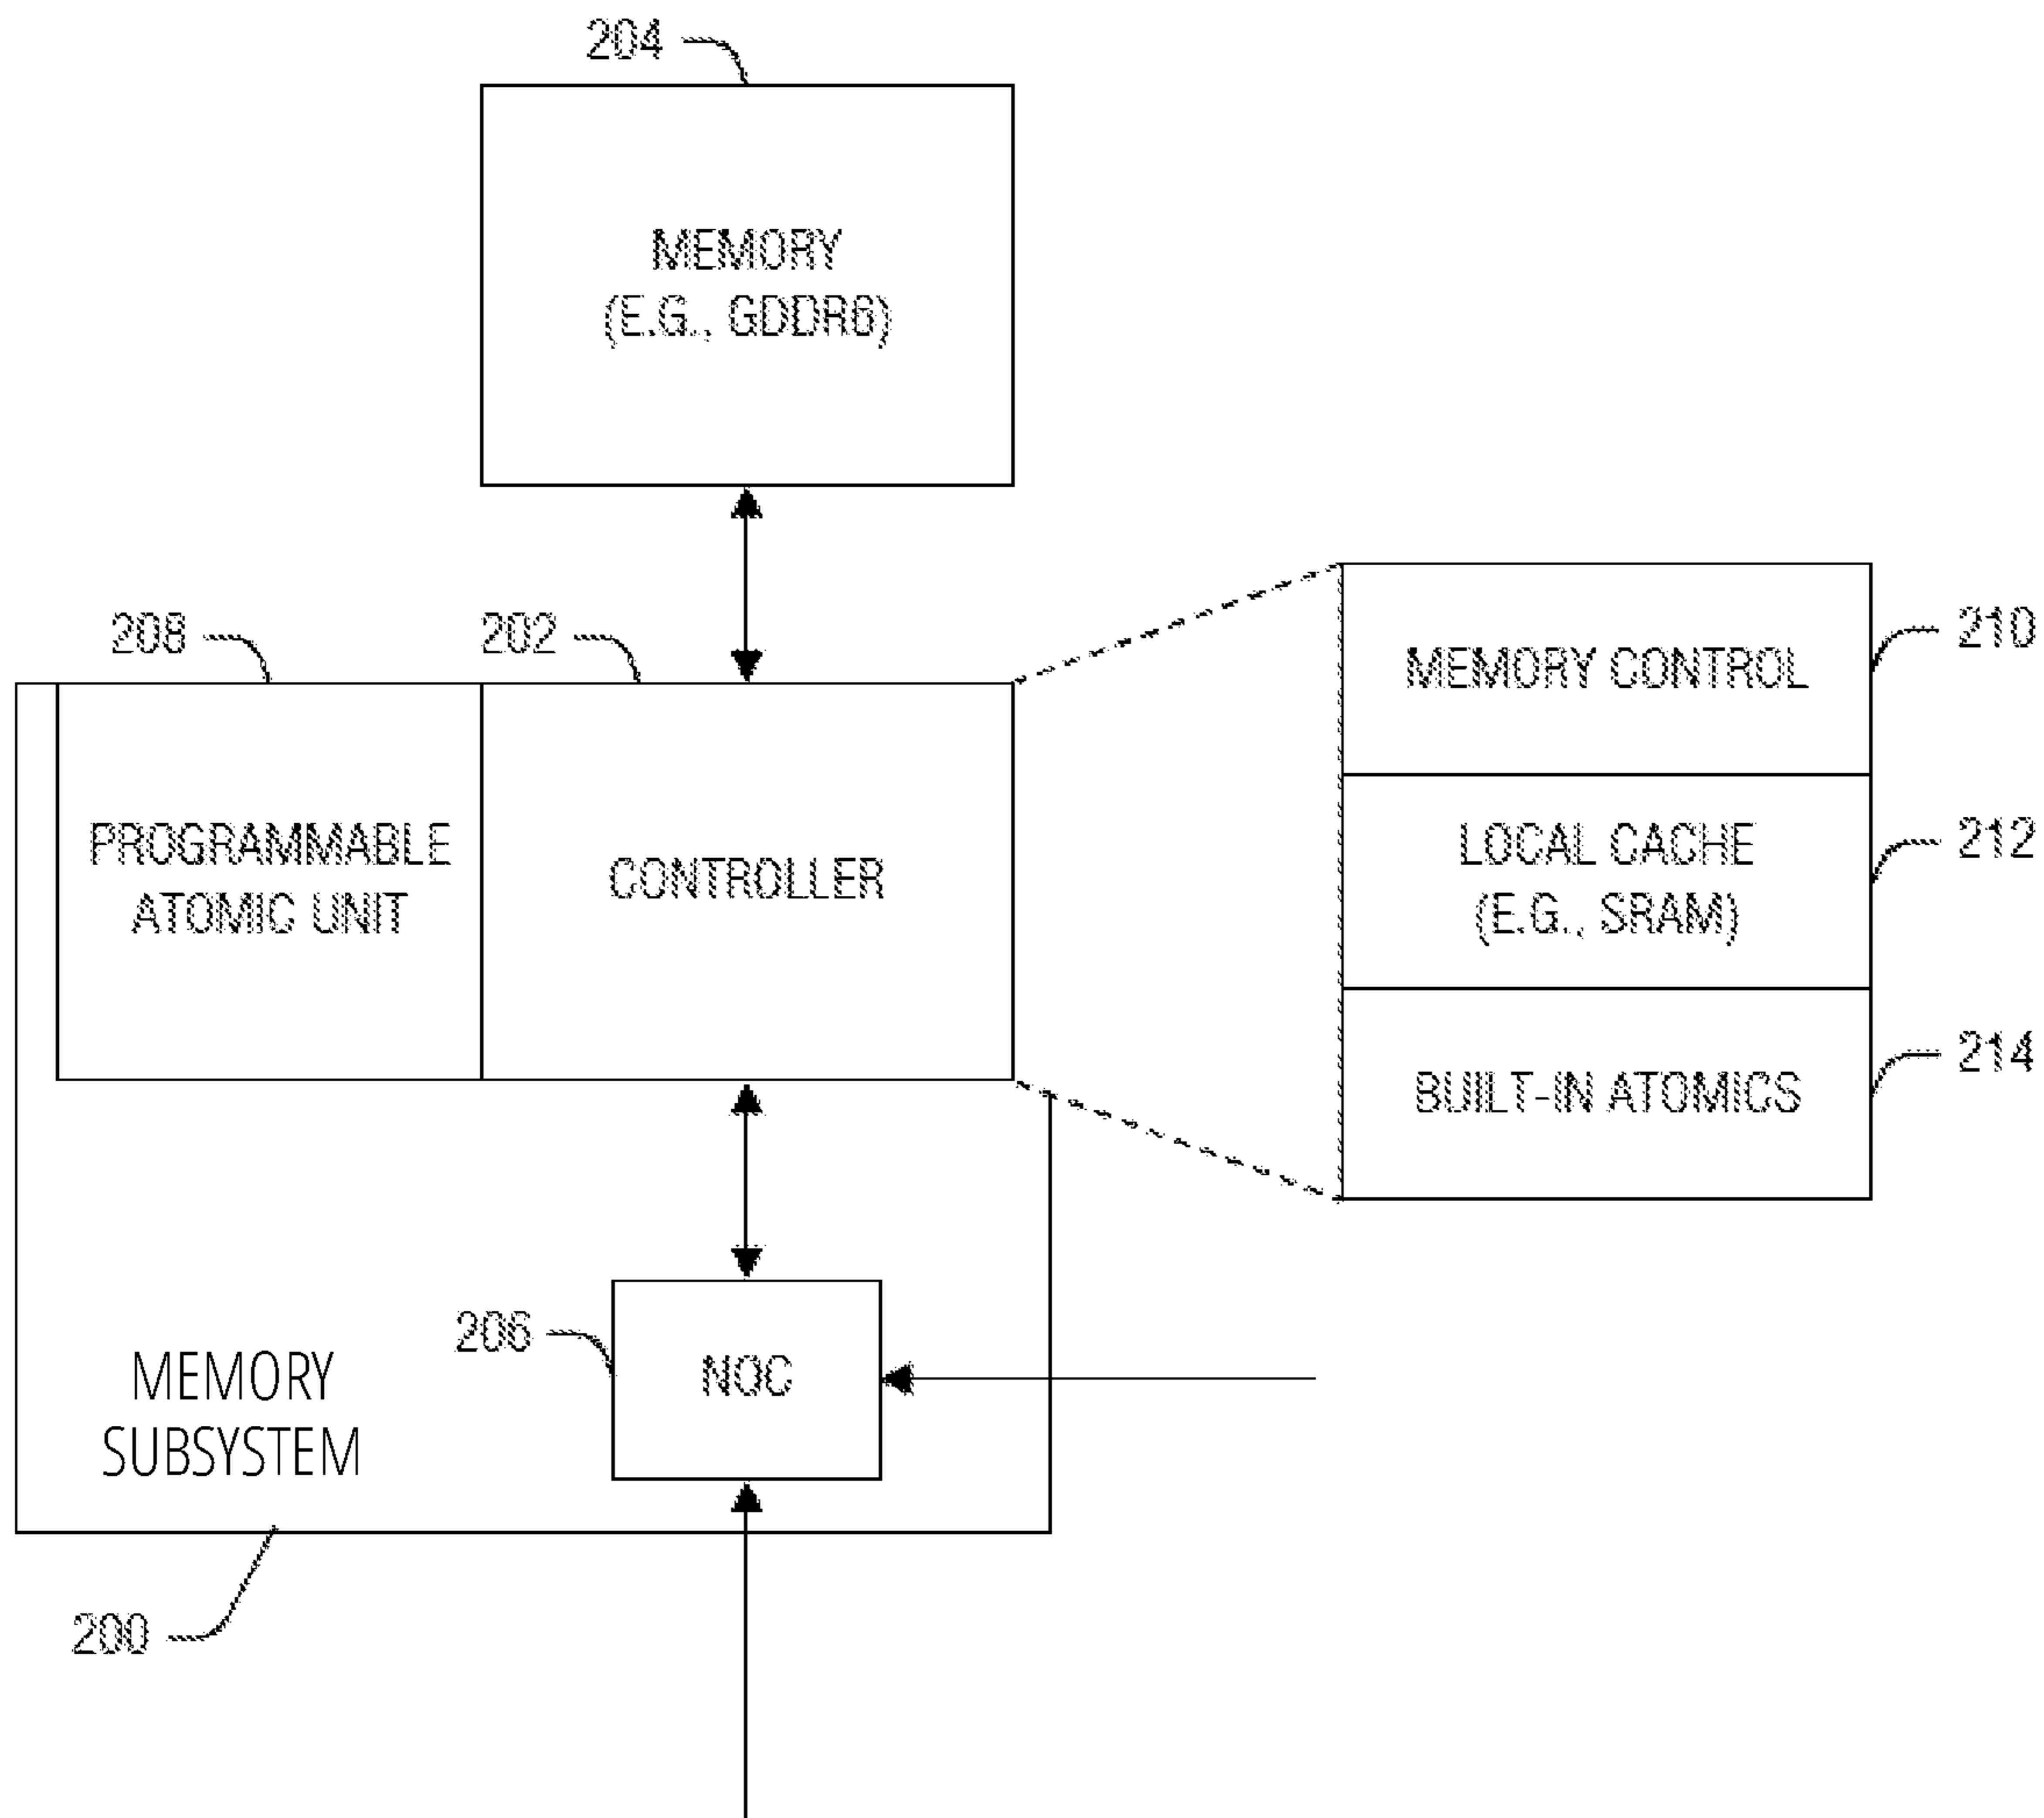 204
MEMORY
(E.G., GDDR6)
208
202
210
MEMORY CONTROL
PROGRAMMABLE
ATOMIC UNIT
CONTROLLER
LOCAL CACHE
(E.G., SRAM)
212
214
BUILT-IN ATOMICS
206
NOC
MEMORY
SUBSYSTEM
200